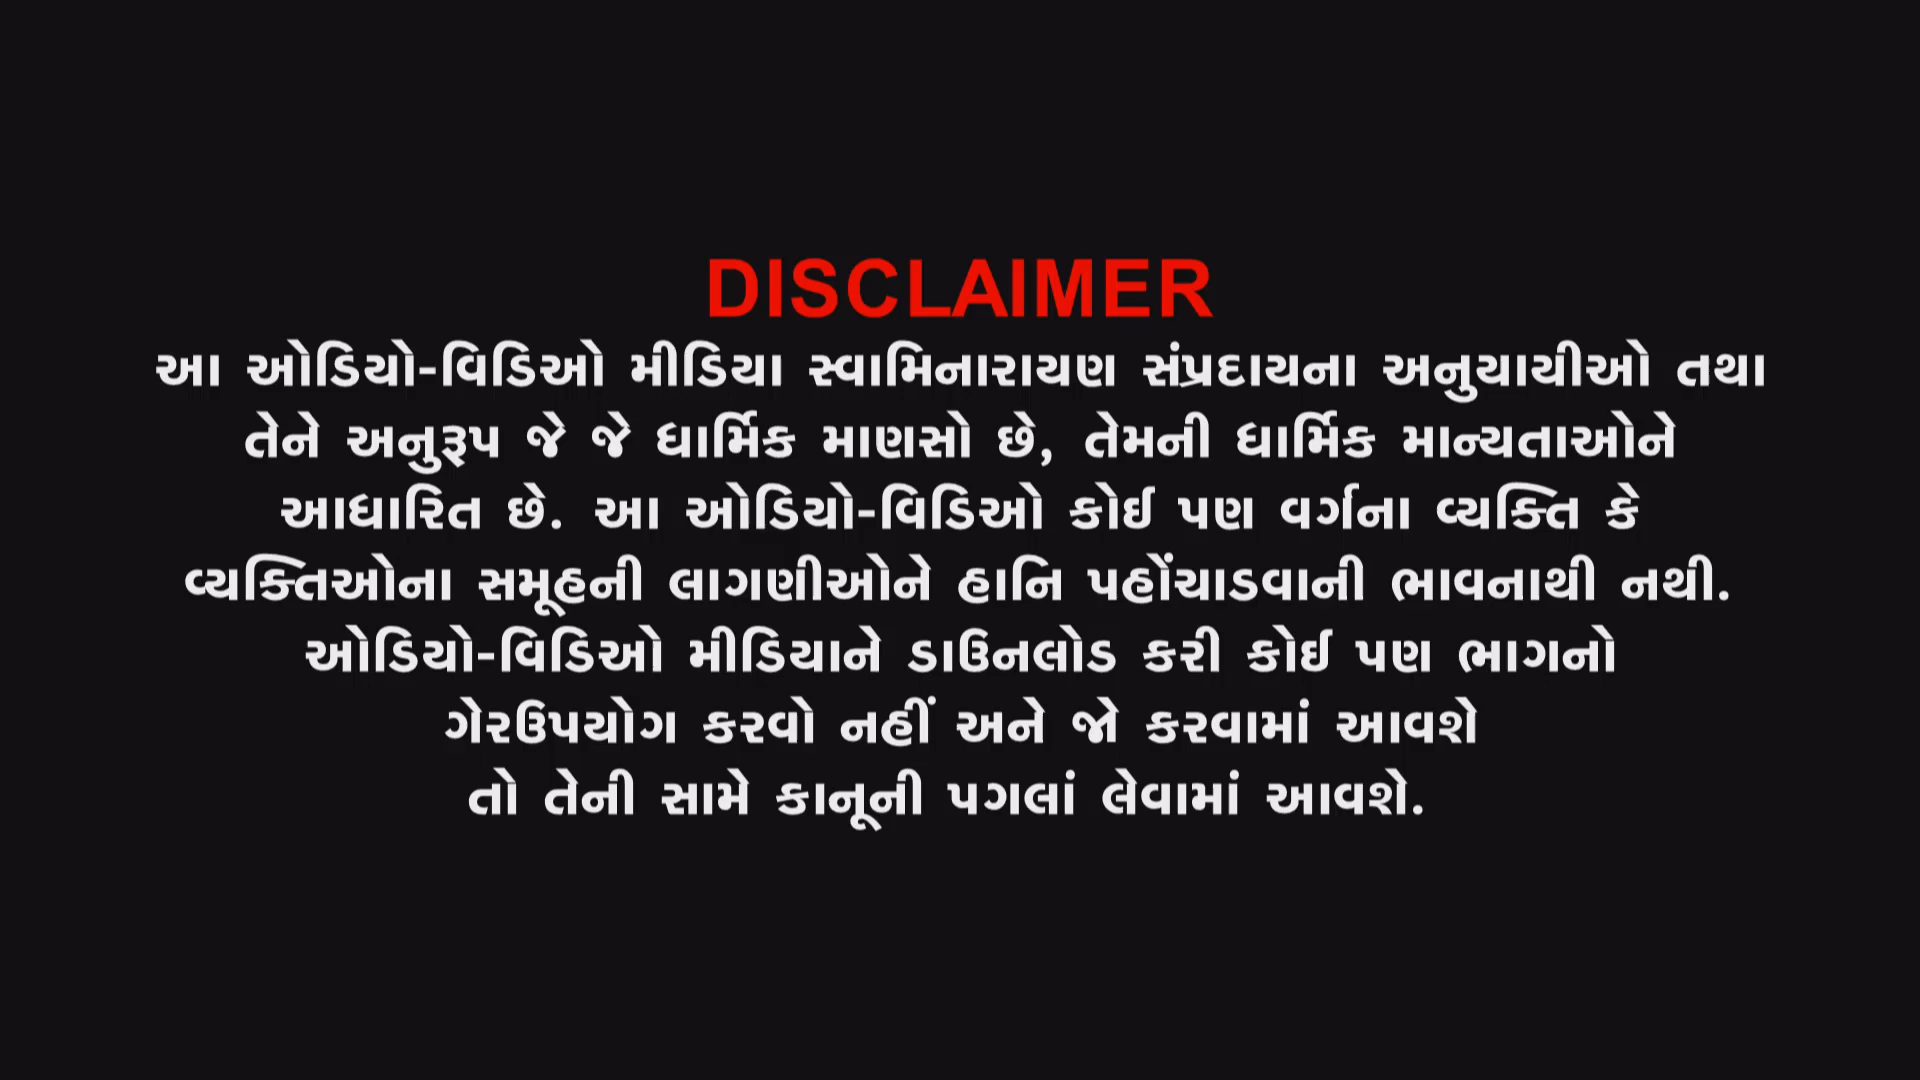 DISCLAIMER
આ ઓડિયો-વિડિઓ મીડિયા સ્વામિનારાયણ સંપ્રદાયના અનુયાયીઓ તથા
તેને અનુરૂપ જે જે ધાર્મિક માણસો છે, તેમની ધાર્મિક માન્યતાઓને
આધારિત છે. આ ઓડિયો-વિડિઓ કોઈ પણ વર્ગના વ્યક્તિ કે
વ્યક્તિઓના સમૂહની લાગણીઓને હાનિ પહોંચાડવાની ભાવનાથી નથી.
ઓડિયો-વિડિઓ મીડિયાને ડાઉનલોડ કરી કોઈ પણ ભાગનો
ગેરઉપયોગ કરવો નહીં અને જો કરવામાં આવશે
તો તેની સામે કાનૂની પગલાં લેવામાં આવશે.